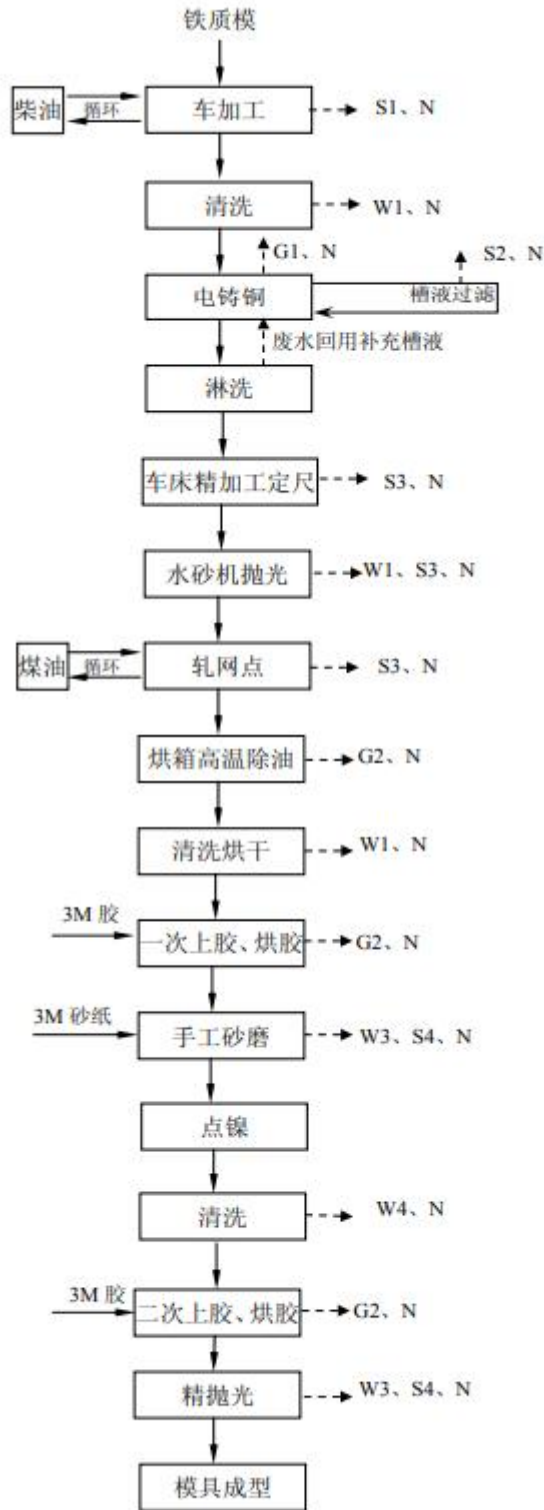 铁质模
柴油
循环
车加工
S1、N
清洗
W1、N
G1、N
S2、N
电铸铜
槽液过滤
废水回用补充槽液
淋洗
车床精加工定尺
S3、N
水砂机抛光
W1、S3、N
煤油
循环
轧网点
S3、N
烘箱高温除油
G2、N
清洗烘干
W1、N
3M 胶
一次上胶、烘胶
G2、N
3M 砂纸
手工砂磨
W3、S4、N
点镍
清洗
W4、N
3M 胶
二次上胶、烘胶
G2、N
精抛光
W3、S4、N
模具成型